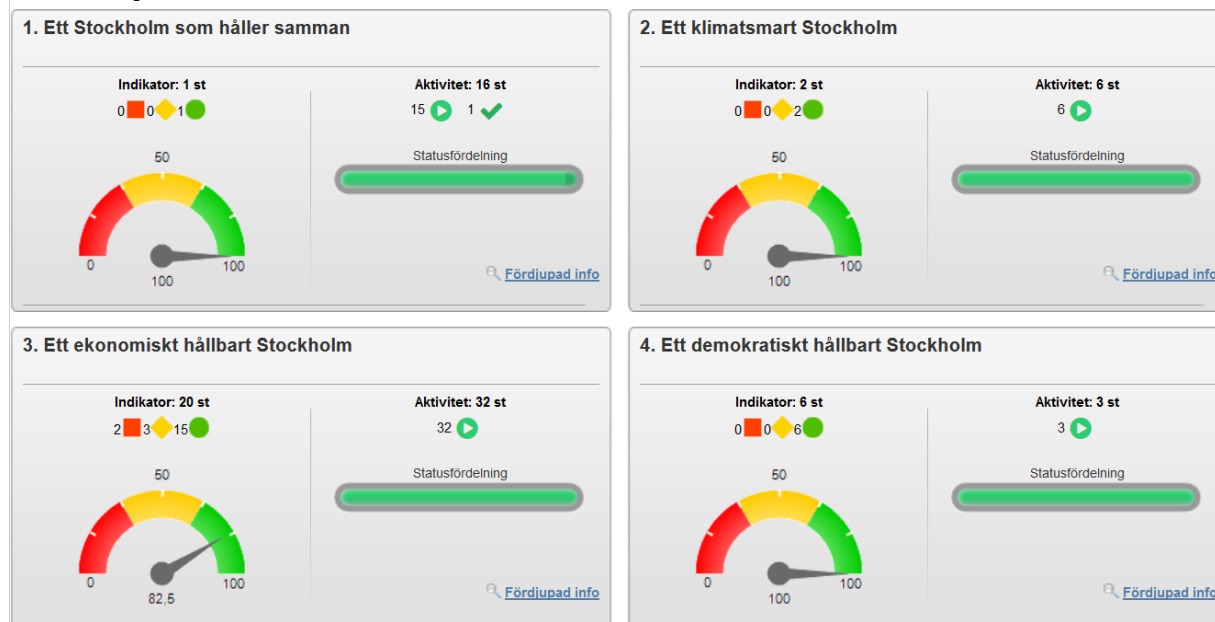 1. Ett Stockholm som håller samman
Indikator: 1 st
0 0 1
50
0 100
100
Aktivitet: 16 st
15 1
Statusfördelning
Fördjupad info
2. Ett klimatsmart Stockholm
Indikator: 2 st
0 0 2
50
0 100
100
Aktivitet: 6 st
6
Statusfördelning
Fördjupad info
3. Ett ekonomiskt hållbart Stockholm
Indikator: 20 st
2 3 15
50
0 100
82,5
Aktivitet: 32 st
32
Statusfördelning
Fördjupad info
4. Ett demokratiskt hållbart Stockholm
Indikator: 6 st
0 0 6
50
0 100
100
Aktivitet: 3 st
3
Statusfördelning
Fördjupad info